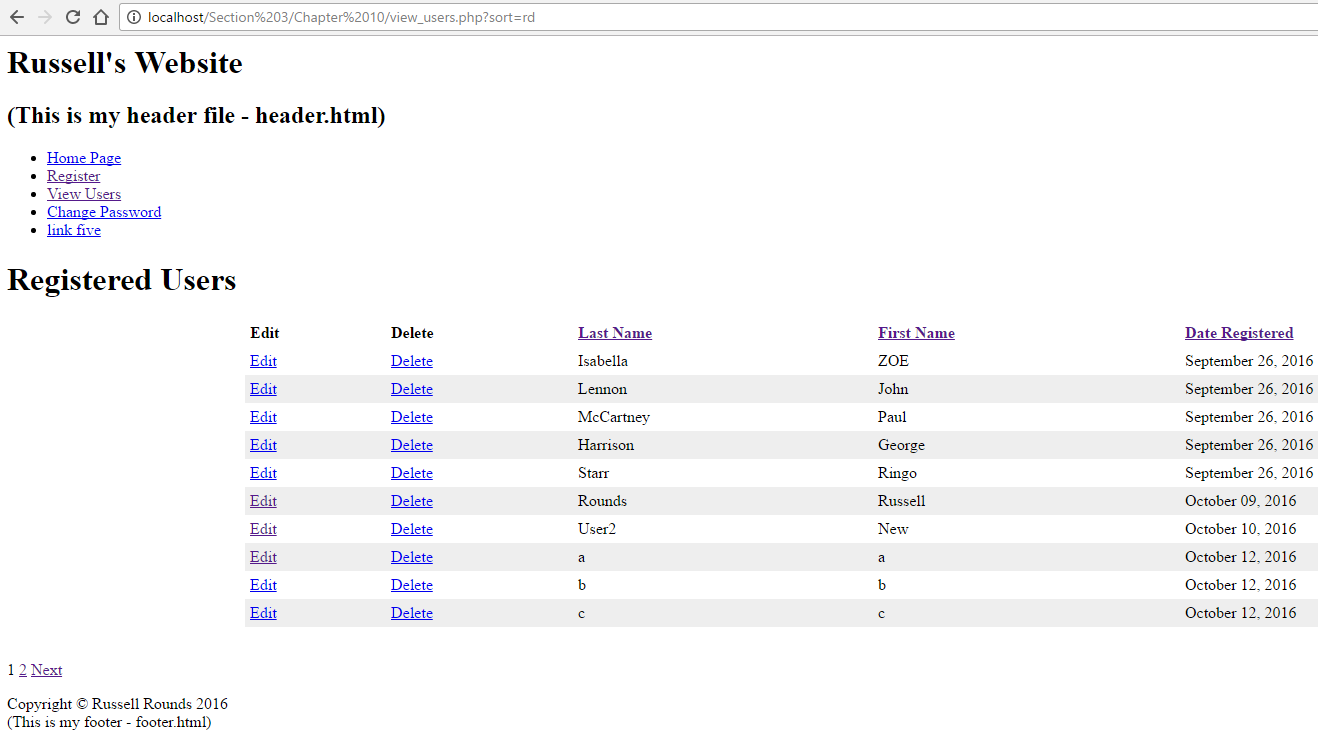 localhost/Section%203/Chapter%2010/view_users.php?sort=rd
Russell's Website
(This is my header file - header.html)
Home Page
Register
View Users
Change Password
link five
Registered Users
Edit Delete Last Name First Name Date Registered
Edit Delete Isabella ZOE September 26, 2016
Edit Delete Lennon John September 26, 2016
Edit Delete McCartney Paul September 26, 2016
Edit Delete Harrison George September 26, 2016
Edit Delete Starr Ringo September 26, 2016
Edit Delete Rounds Russell October 09, 2016
Edit Delete User2 New October 10, 2016
Edit Delete a a October 12, 2016
Edit Delete b b October 12, 2016
Edit Delete c c October 12, 2016
1 2 Next
Copyright © Russell Rounds 2016
(This is my footer - footer.html)